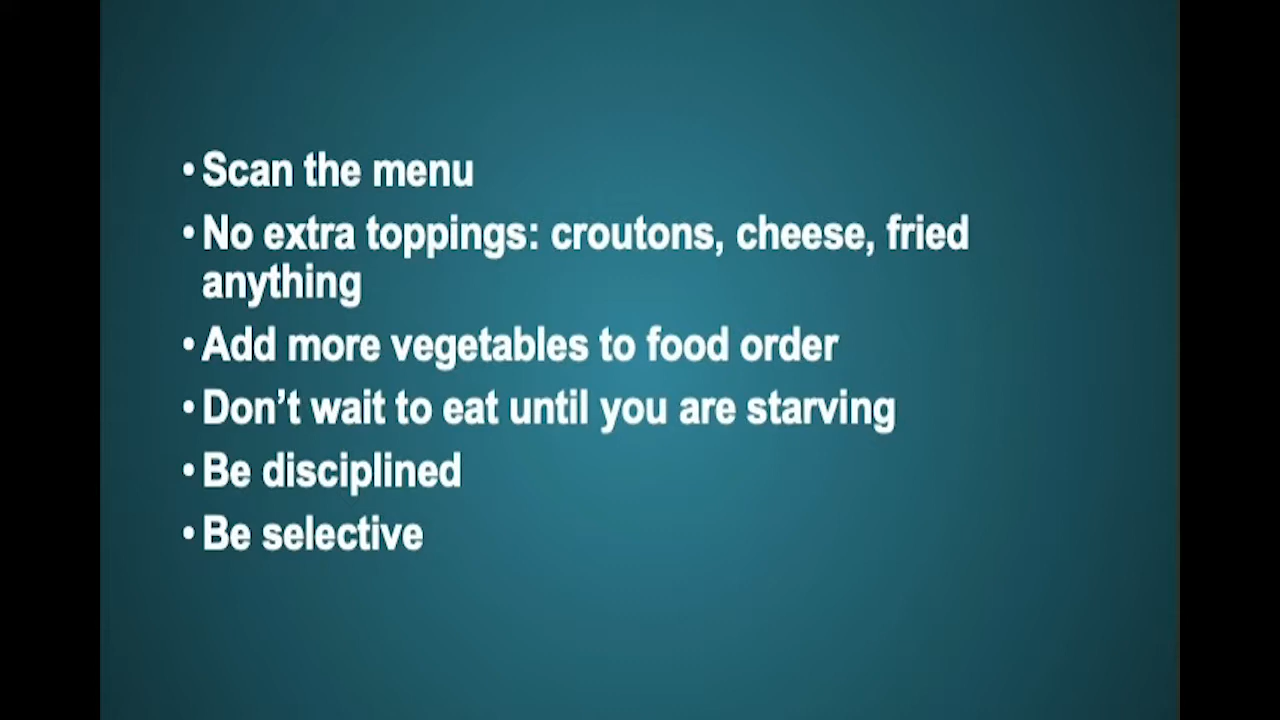 • Scan the menu
• No extra toppings: croutons, cheese, fried
anything
• Add more vegetables to food order
• Don’t wait to eat until you are starving
• Be disciplined
• Be selective